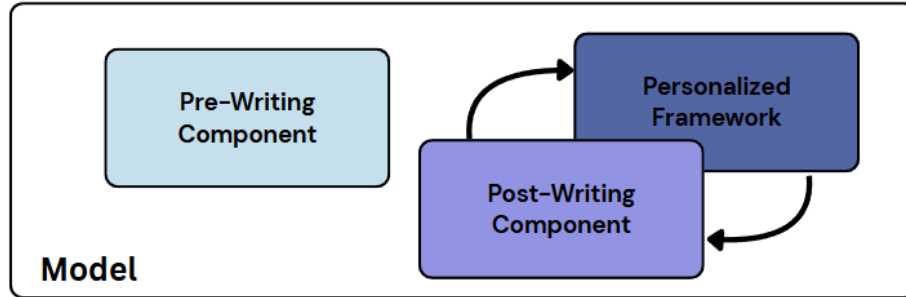 Pre-Writing
Component
Personalized
Framework
Post-Writing
Component
Model